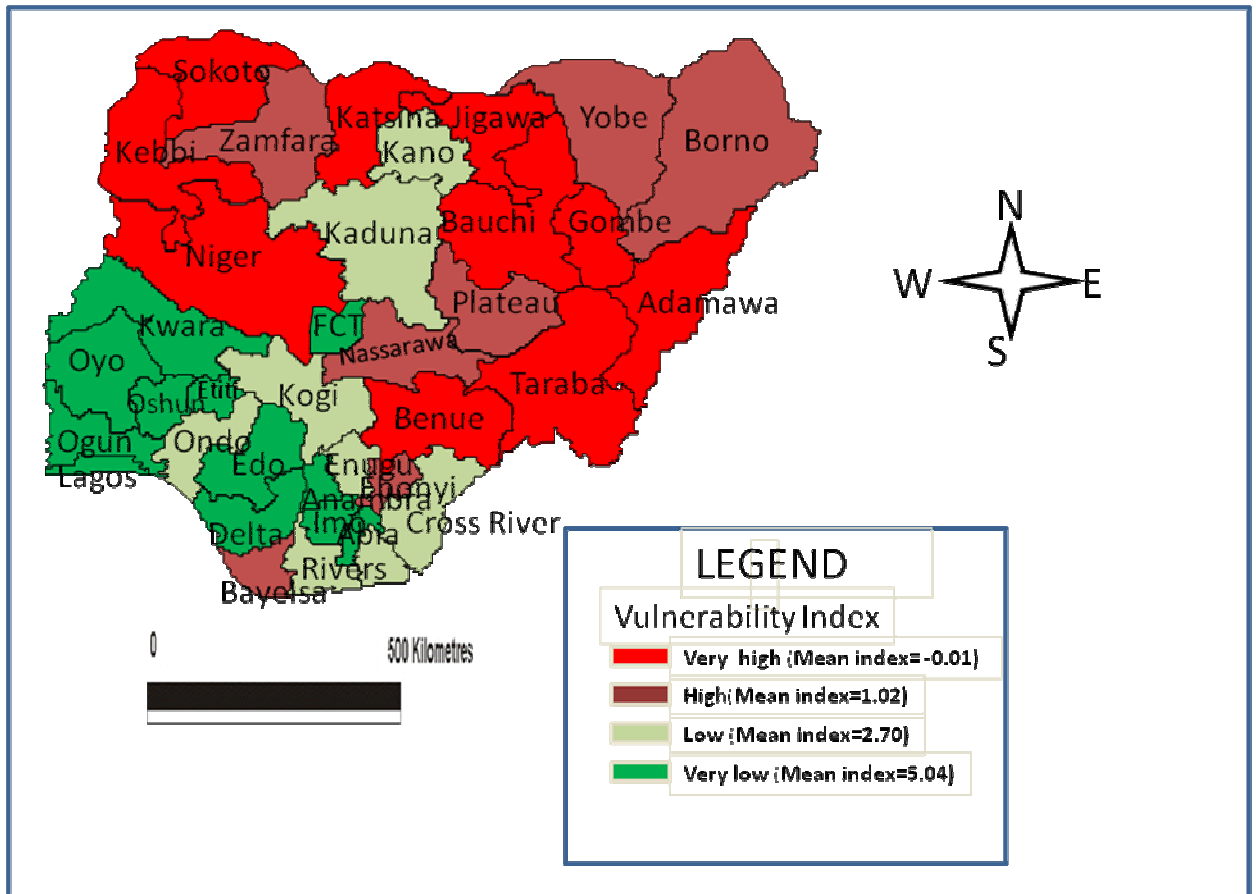 Sokoto
Katsina
Jigawa
Yobe
Borno
Zamfara
Kebbi
Kano
Kaduna
Bauchi
Gombe
Niger
Plateau
Adamawa
FCT
Kwara
Nassarawa
Oyo
Taraba
Etiti
Oshun
Kogi
Benue
Ogun
Ondo
Edo
Enugu
Lagos
Ebonyi
Anambra
Imo
Abia
Cross River
Delta
Rivers
Bayelsa
N
W
E
S
0
500 Kilometres
LEGEND
Vulnerability Index
Very high (Mean index=-0.01)
High(Mean index=1.02)
Low (Mean index=2.70)
Very low (Mean index=5.04)